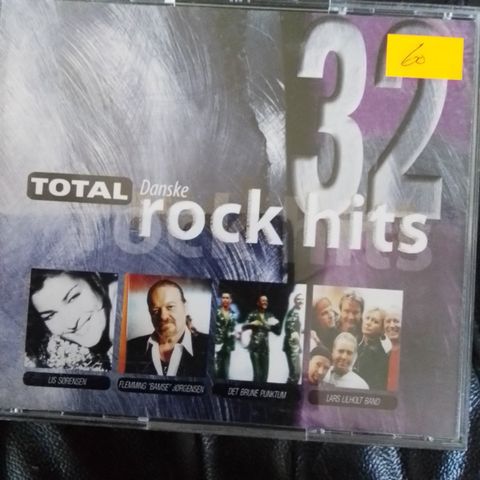 32
60
TOTAL Danske
rock hits
LIS SØRENSEN
FLEMMING "BAMSE" JØRGENSEN
DET BRUNE PUNKTUM
LARS LILHOLT BAND